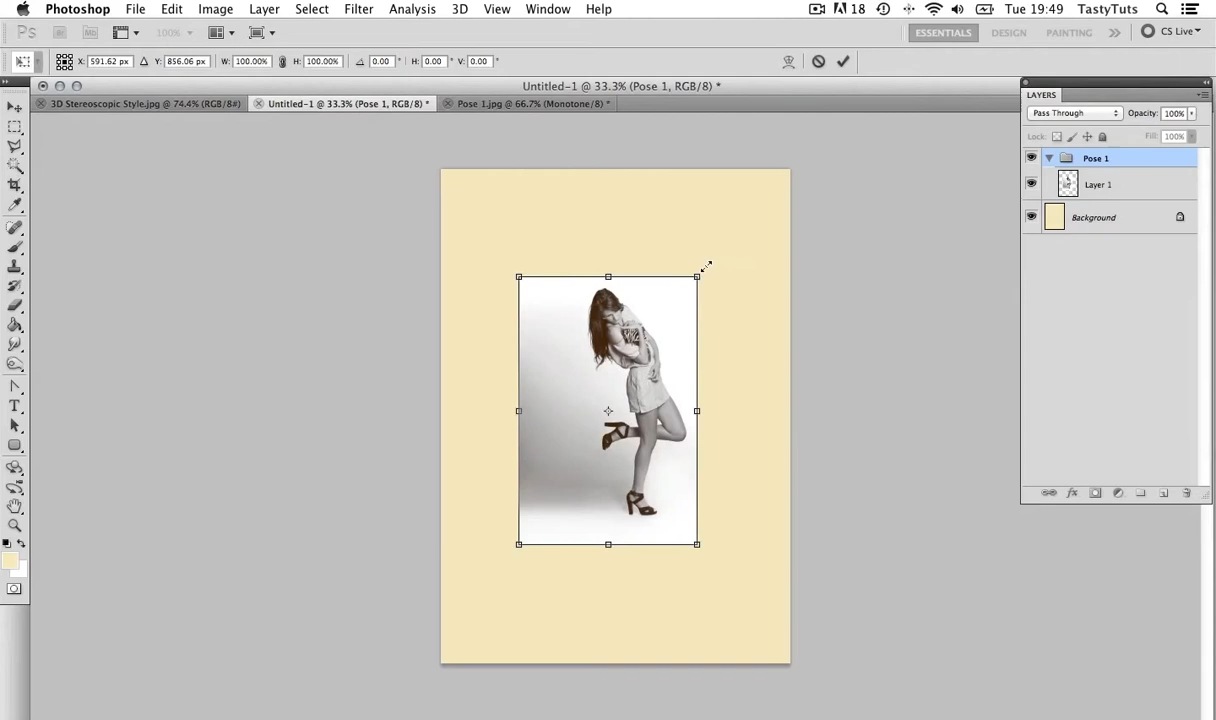 Photoshop File Edit Image Layer Select Filter Analysis 3D View Window Help 18 Tue 19:49 TastyTuts
Ps Br Mb 100% ESSENTIALS DESIGN PAINTING CS Live
X: 591.62 px Y: 856.06 px W: 100.00% H: 100.00% 0.00 ° H: 0.00 ° V: 0.00 °
Untitled-1 @ 33.3% (Pose 1, RGB/8) *
3D Stereoscopic Style.jpg @ 74.4% (RGB/8#) Untitled-1 @ 33.3% (Pose 1, RGB/8) * Pose 1.jpg @ 66.7% (Monotone/8) *
LAYERS
Pass Through Opacity: 100%
Lock: Fill: 100%
Pose 1
Layer 1
Background